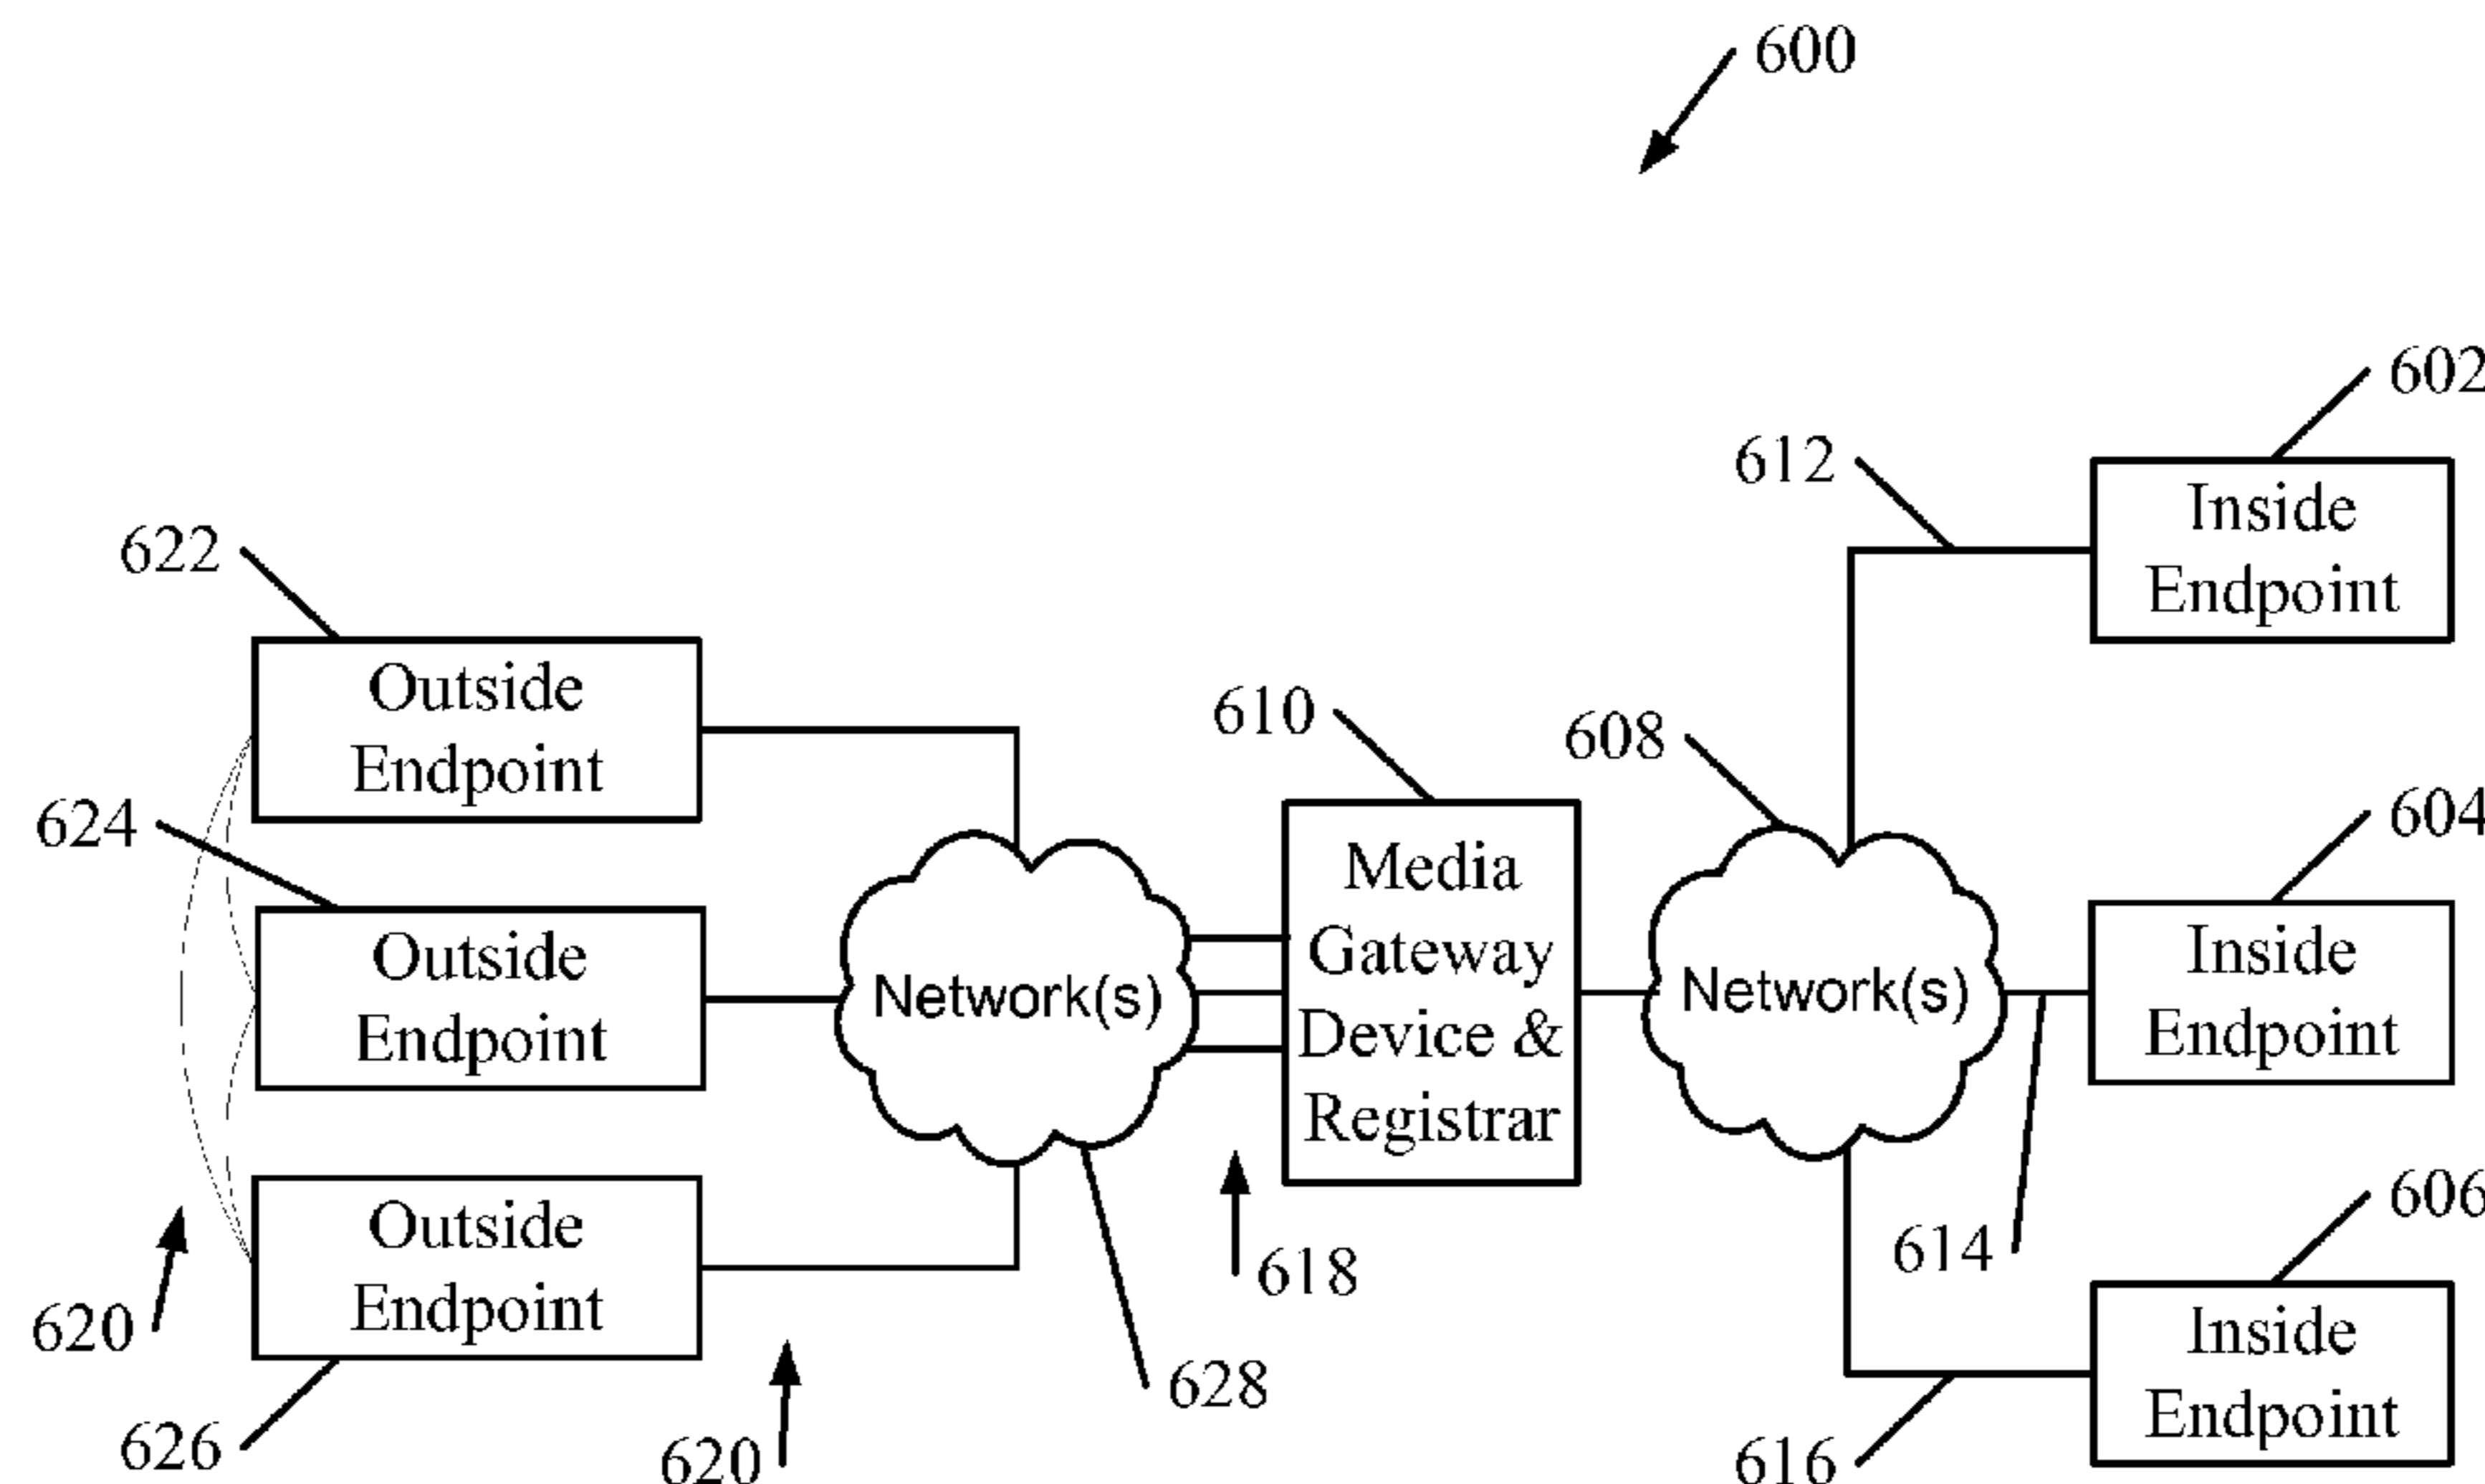 600
602
612
Inside
Endpoint
622
Outside
Endpoint
610
608
604
624
Media
Gateway
Device &
Registrar
Outside
Endpoint
Network(s)
Network(s)
Inside
Endpoint
606
614
618
Outside
Endpoint
620
628
Inside
Endpoint
626
620
616